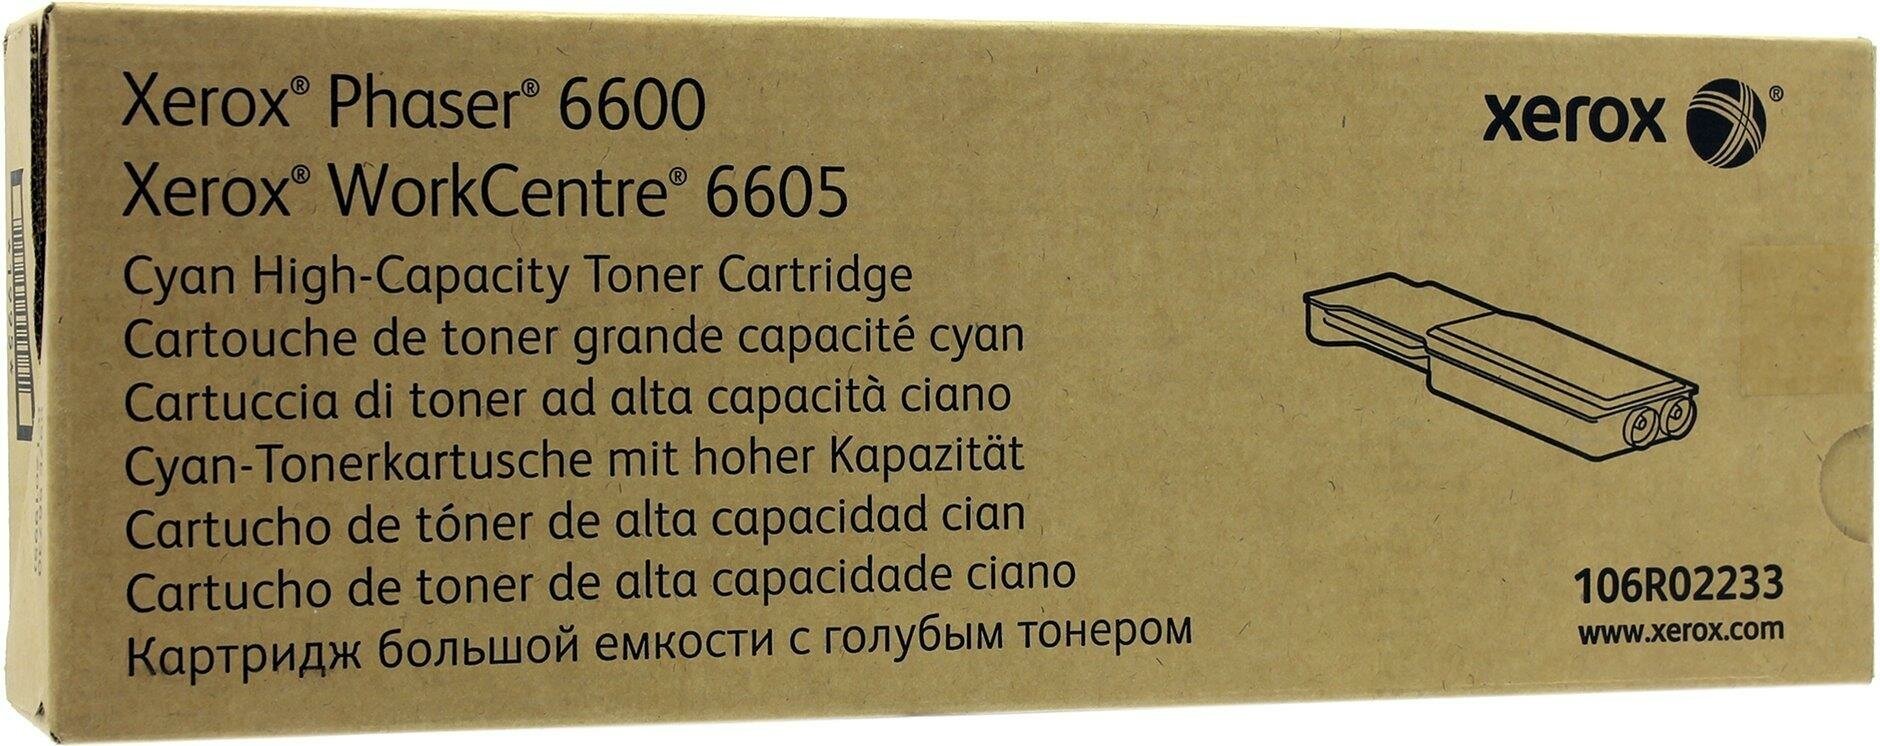 Xerox® Phaser® 6600
Xerox® WorkCentre® 6605
Cyan High-Capacity Toner Cartridge
Cartouche de toner grande capacité cyan
Cartuccia di toner ad alta capacità ciano
Cyan-Tonerkartusche mit hoher Kapazität
Cartucho de tóner de alta capacidad cian
Cartucho de toner de alta capacidade ciano
Картридж большой емкости с голубым тонером
xerox ®
106R02233
www.xerox.com